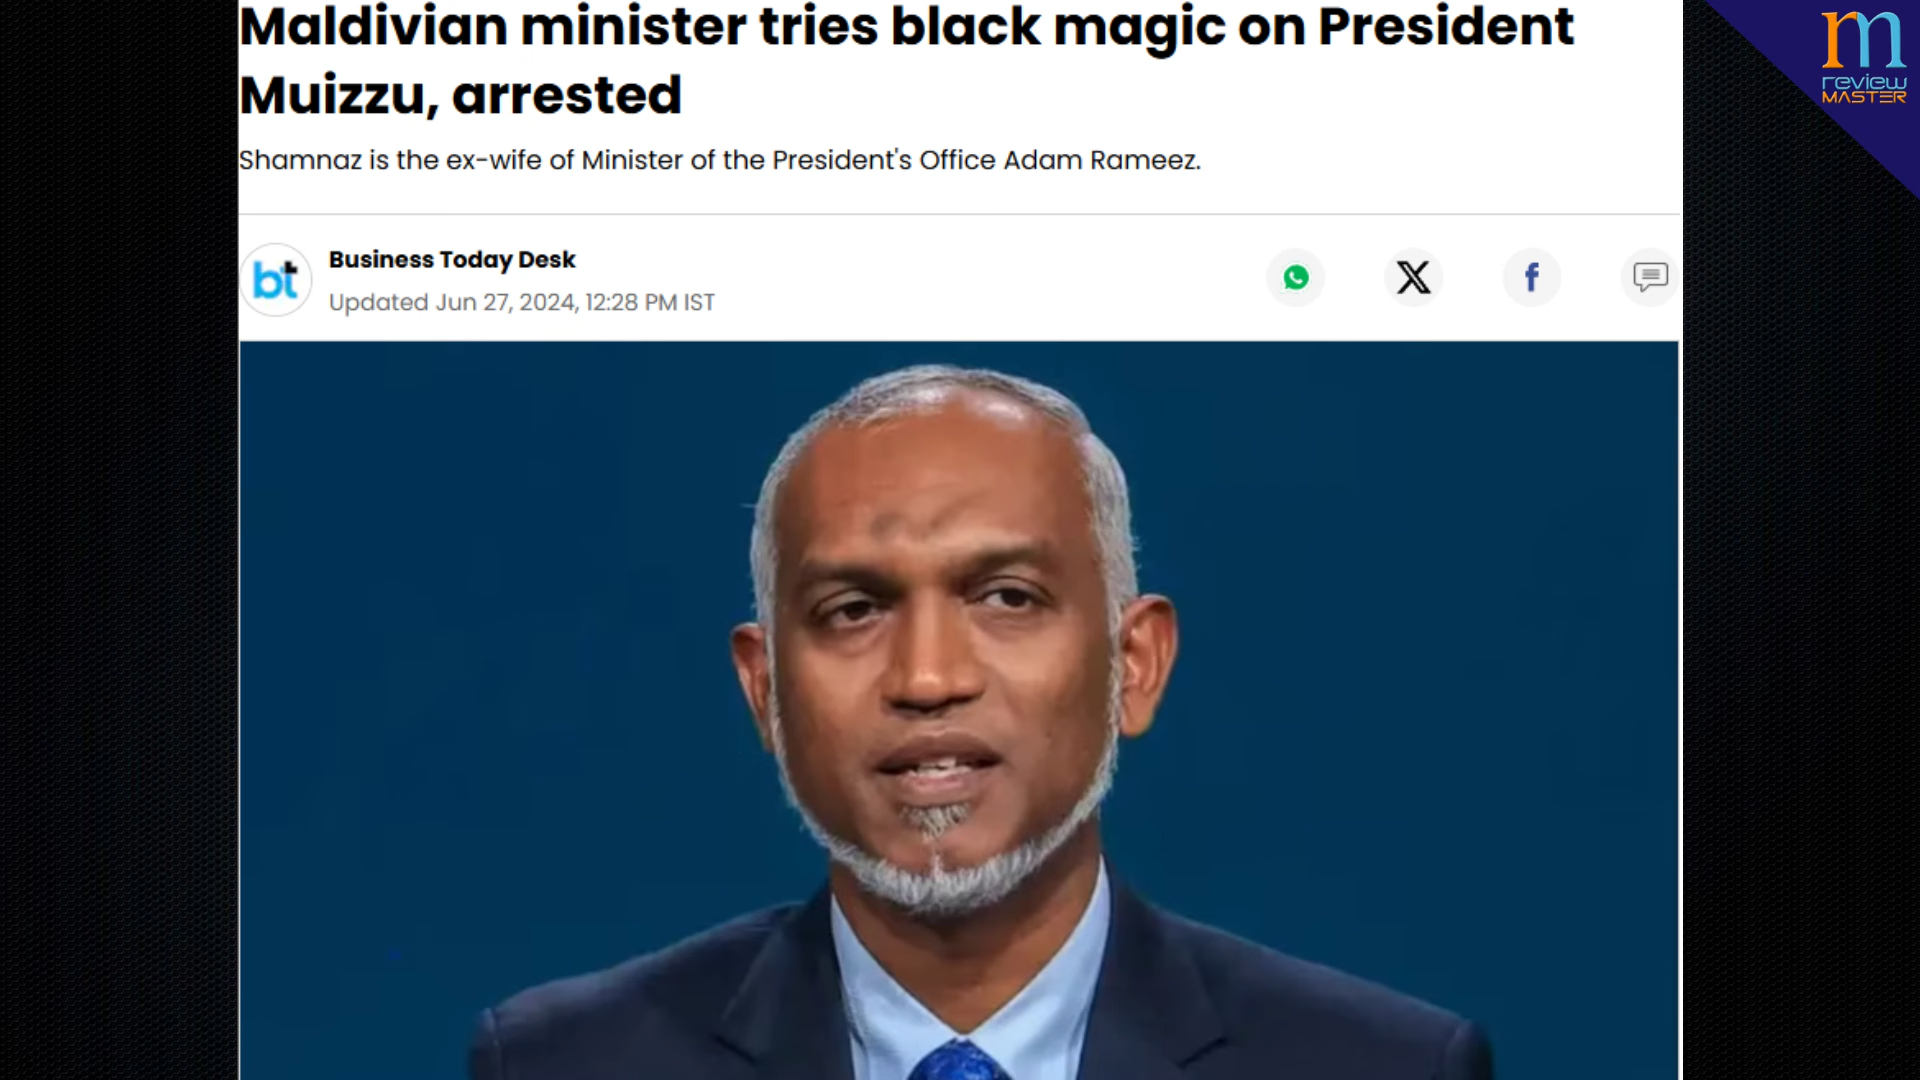 Maldivian minister tries black magic on President
Muizzu, arrested
Shamnaz is the ex-wife of Minister of the President's Office Adam Rameez.
bt
Business Today Desk
Updated Jun 27, 2024, 12:28 PM IST
rm
review
MASTER